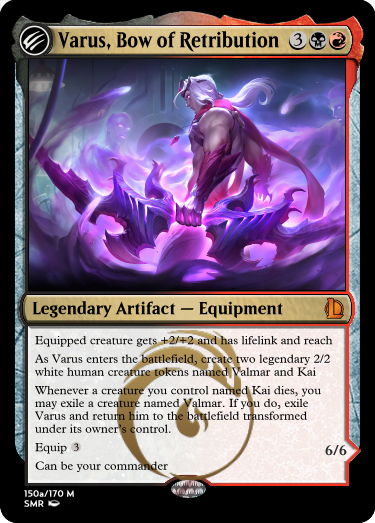 Varus, Bow of Retribution 3
Legendary Artifact — Equipment
Equipped creature gets +2/+2 and has lifelink and reach
As Varus enters the battlefield, create two legendary 2/2
white human creature tokens named Valmar and Kai
Whenever a creature you control named Kai dies, you
may exile a creature named Valmar. If you do, exile
Varus and return him to the battlefield transformed
under its owner's control.
Equip 3
6/6
Can be your commander
150a/170 M
SMR